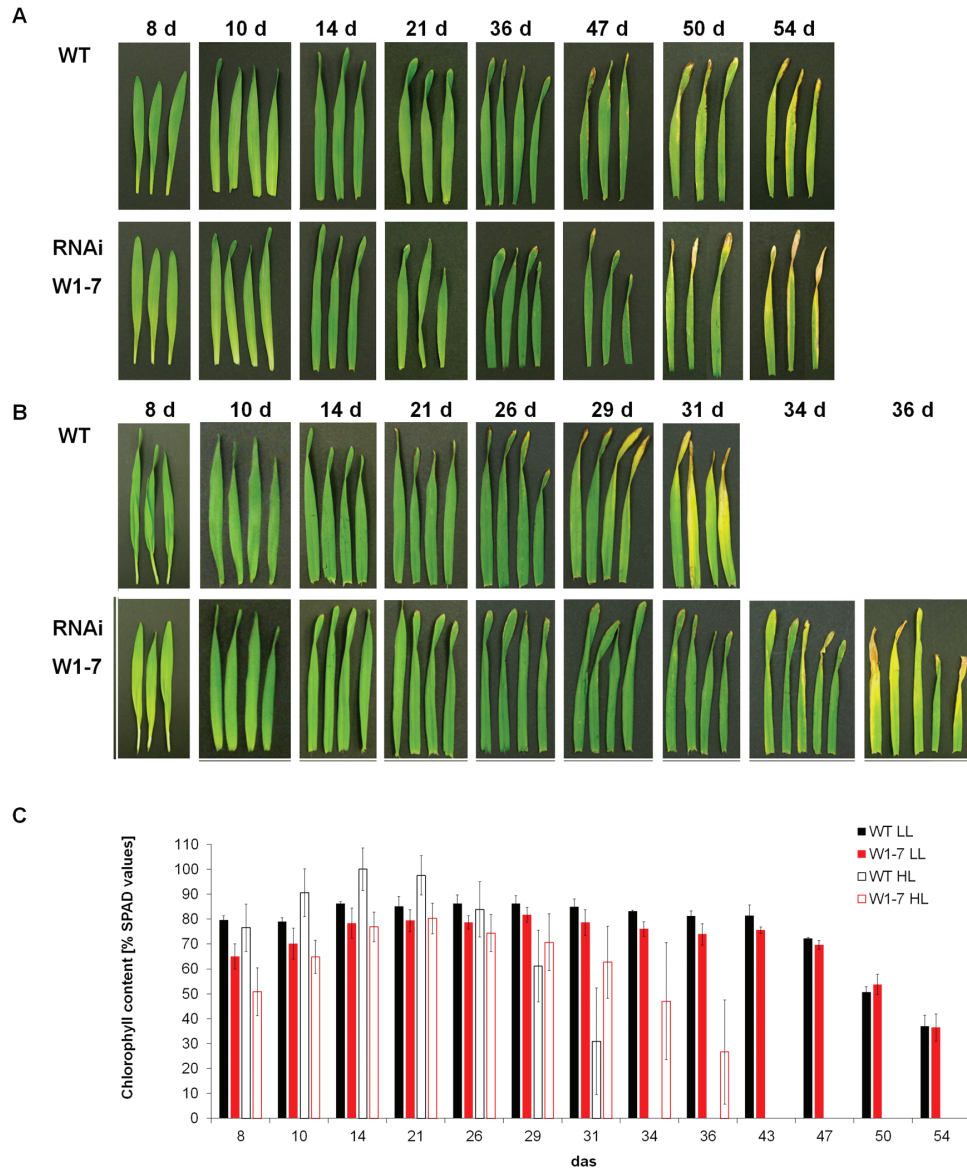 A
8 d 10 d 14 d 21 d 36 d 47 d 50 d 54 d
WT
RNAi
W1-7
B
8 d 10 d 14 d 21 d 26 d 29 d 31 d 34 d 36 d
WT
RNAi
W1-7
C
Chlorophyll content [% SPAD values]
110
100
90
80
70
60
50
40
30
20
10
0
WT LL
W1-7 LL
WT HL
W1-7 HL
8 10 14 21 26 29 31 34 36 43 47 50 54
das